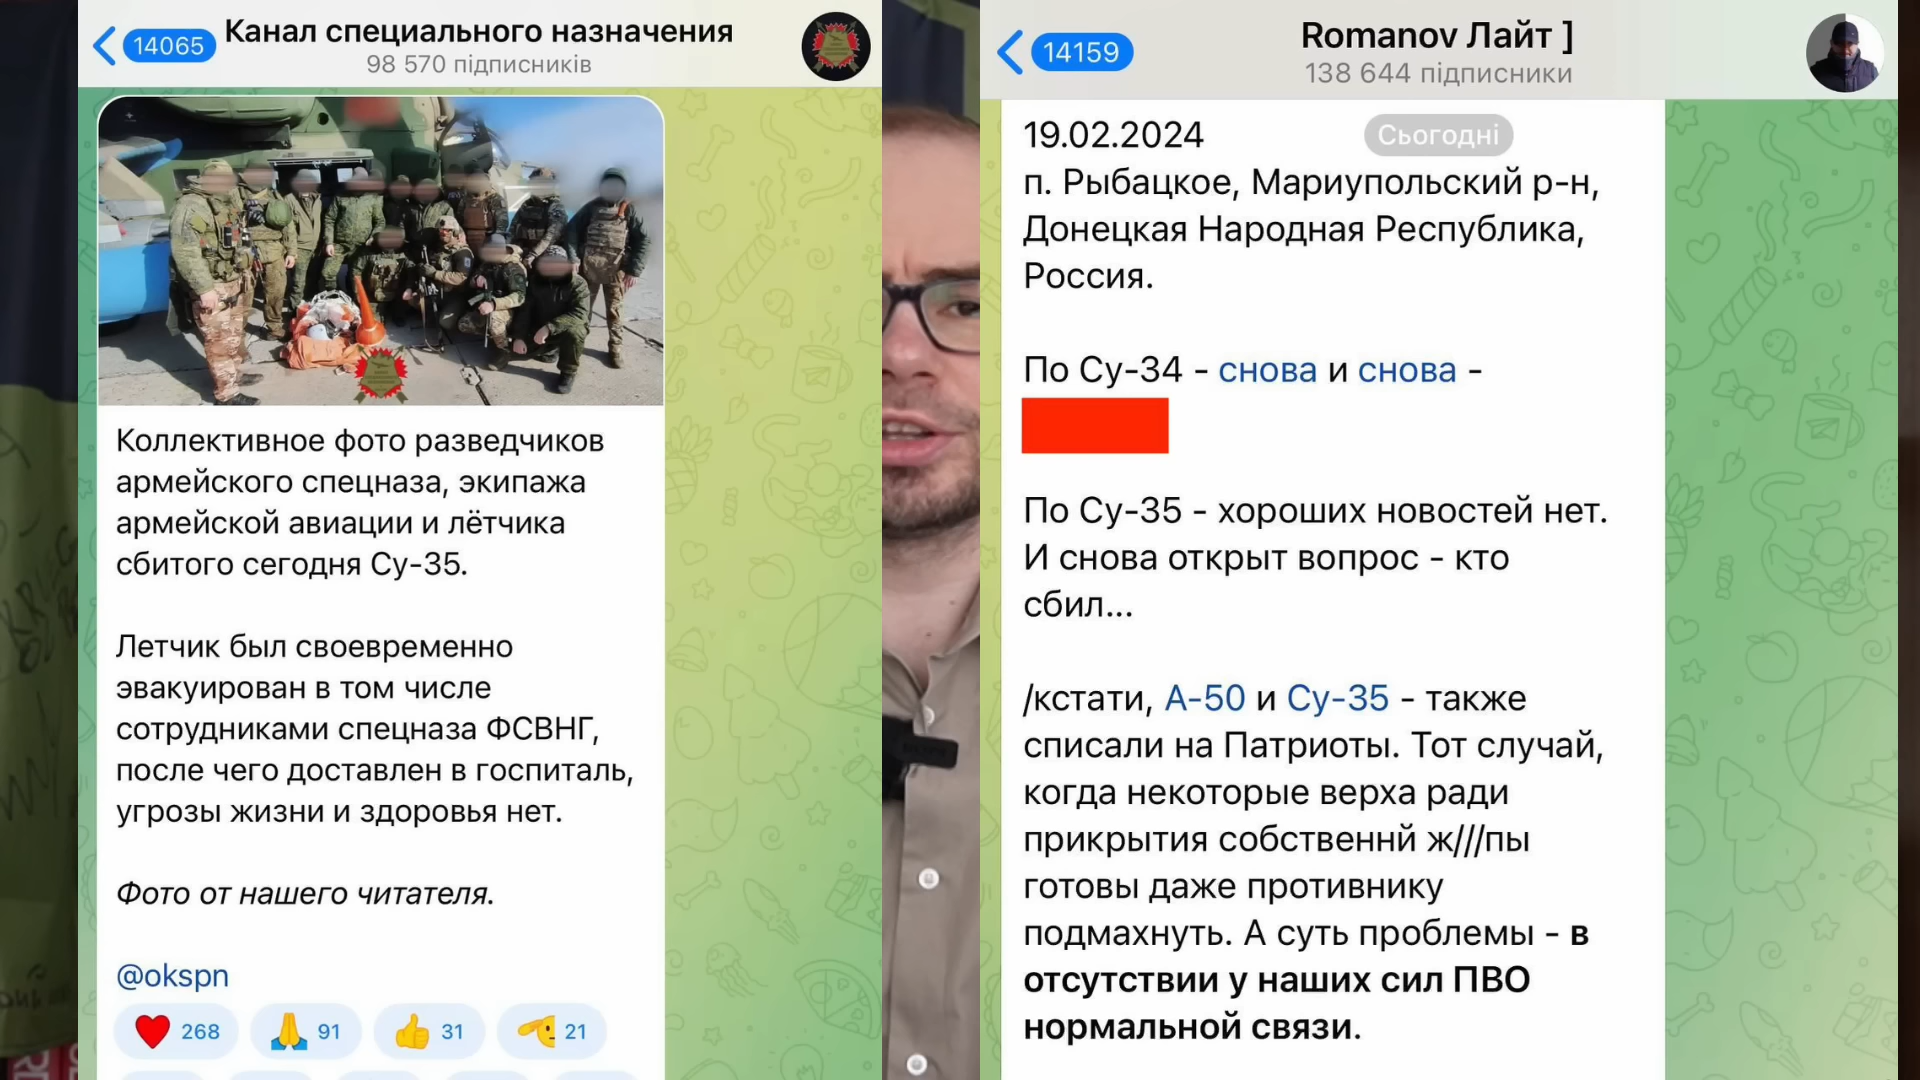 14065
Канал специального назначения
98 570 підписників
Коллективное фото разведчиков
армейского спецназа, экипажа
армейской авиации и лётчика
сбитого сегодня Су-35.
Летчик был своевременно
эвакуирован в том числе
сотрудниками спецназа ФСВНГ,
после чего доставлен в госпиталь,
угрозы жизни и здоровья нет.
Фото от нашего читателя.
@okspn
268 91 31 21
14159
Romanov Лайт ]
138 644 підписники
Сьогодні
19.02.2024
п. Рыбацкое, Мариупольский р-н,
Донецкая Народная Республика,
Россия.
По Су-34 - снова и снова -
По Су-35 - хороших новостей нет.
И снова открыт вопрос - кто
сбил...
/кстати, А-50 и Су-35 - также
списали на Патриоты. Тот случай,
когда некоторые верха ради
прикрытия собственнй ж///пы
готовы даже противнику
подмахнуть. А суть проблемы - в
отсутствии у наших сил ПВО
нормальной связи.